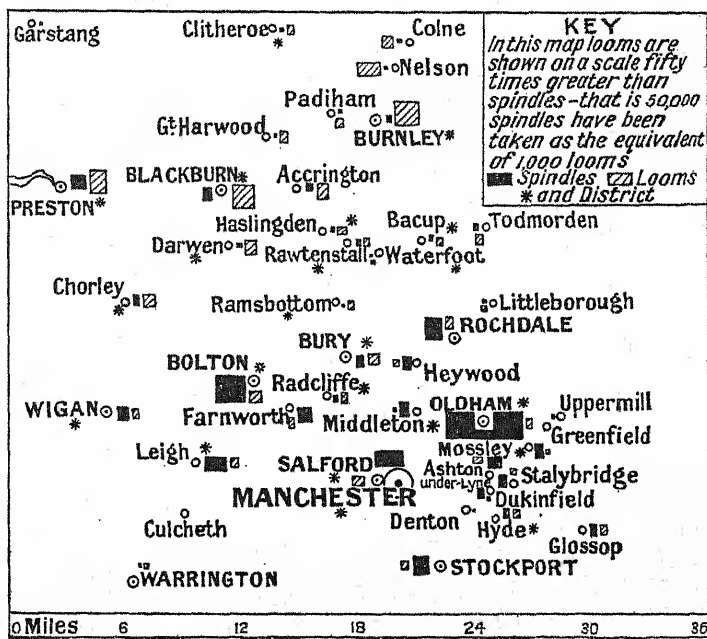 Garstang
Clitheroe
*
Colne
Nelson
Padiham
Gt. Harwood
BURNLEY*
KEY
In this map looms are
shown on a scale fifty
times greater than
spindles-that is 50,000
spindles have been
taken as the equivalent
of 1,000 looms
Spindles Looms
* and District
PRESTON*
BLACKBURN*
Accrington
Haslingden *
Bacup *
Todmorden
Darwen
*
Rawtenstall
*
Waterfoot
*
Chorley
*
Ramsbottom
*
Littleborough
ROCHDALE
BURY *
BOLTON *
Radcliffe
*
Heywood
WIGAN
*
Farnworth
Middleton*
OLDHAM *
Uppermill
Greenfield
Leigh *
SALFORD
*
Mossley *
Ashton
under-Lyne
Stalybridge
Dukinfield
MANCHESTER
*
Denton
Hyde *
Glossop
Culcheth
WARRINGTON
STOCKPORT
0 Miles 6 12 18 24 30 36